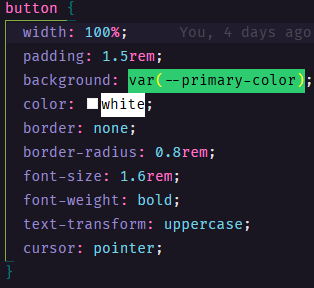 button {
width: 100%; You, 4 days ago
padding: 1.5rem;
background: var(--primary-color);
color: white;
border: none;
border-radius: 0.8rem;
font-size: 1.6rem;
font-weight: bold;
text-transform: uppercase;
cursor: pointer;
}